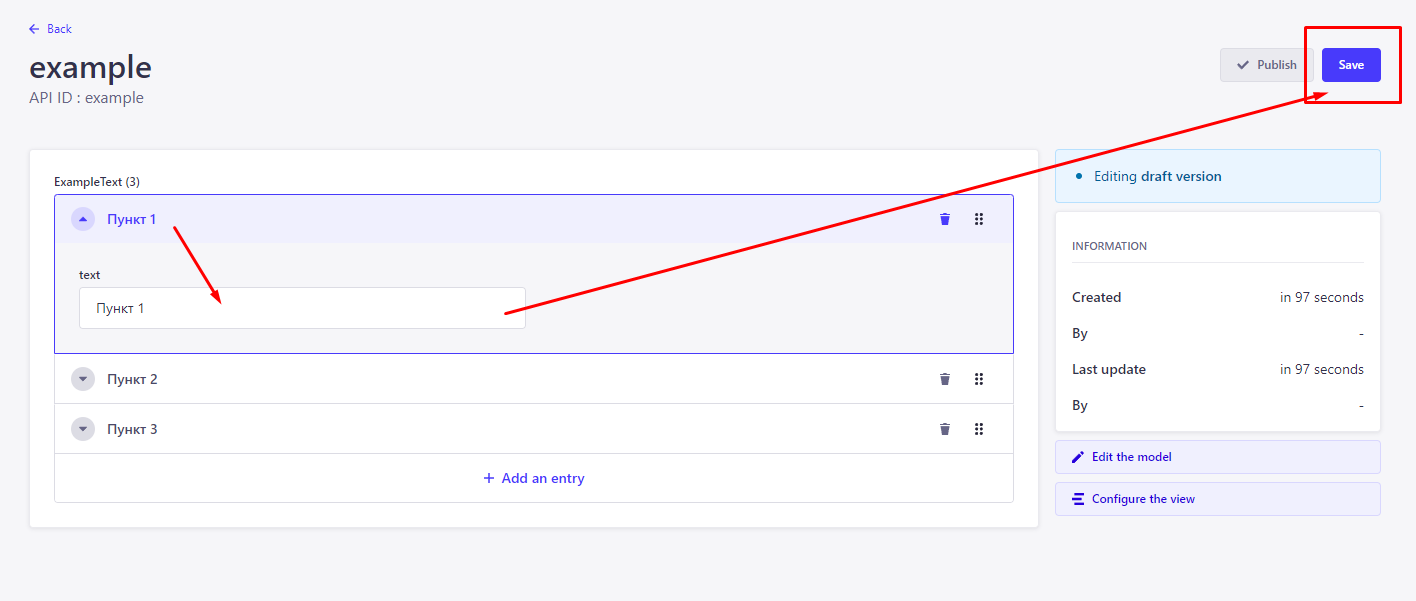 Back
example
API ID : example
Publish
Save
ExampleText (3)
Пункт 1
text
Пункт 1
Пункт 2
Пункт 3
Add an entry
Editing draft version
INFORMATION
Created in 97 seconds
By -
Last update in 97 seconds
By -
Edit the model
Configure the view